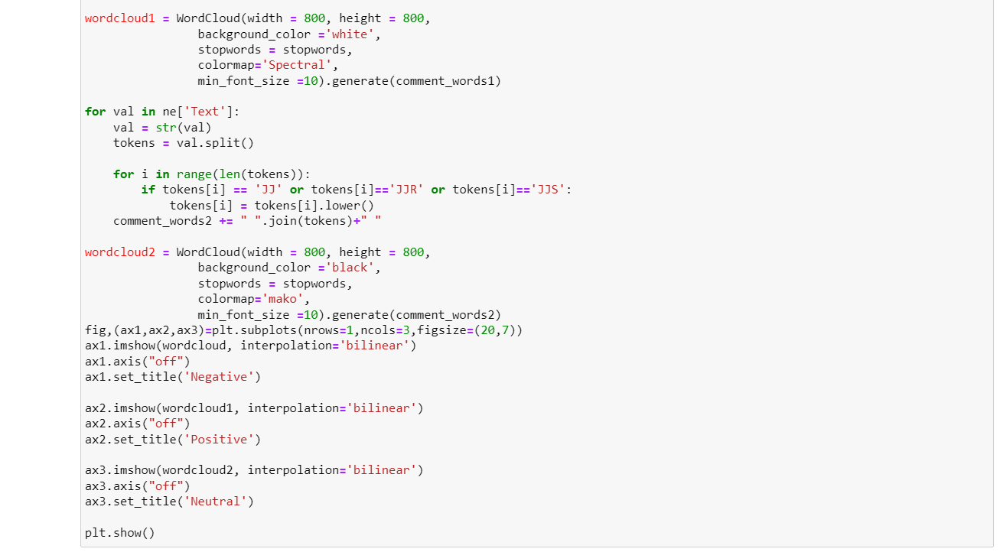 wordcloud1 = WordCloud(width = 800, height = 800,
                background_color ='white',
                stopwords = stopwords,
                colormap='Spectral',
                min_font_size =10).generate(comment_words1)

for val in ne['Text']:
    val = str(val)
    tokens = val.split()

    for i in range(len(tokens)):
        if tokens[i] == 'JJ' or tokens[i]=='JJR' or tokens[i]=='JJS':
            tokens[i] = tokens[i].lower()
    comment_words2 += " ".join(tokens)+" "

wordcloud2 = WordCloud(width = 800, height = 800,
                background_color ='black',
                stopwords = stopwords,
                colormap='mako',
                min_font_size =10).generate(comment_words2)
fig,(ax1,ax2,ax3)=plt.subplots(nrows=1,ncols=3,figsize=(20,7))
ax1.imshow(wordcloud, interpolation='bilinear')
ax1.axis("off")
ax1.set_title('Negative')

ax2.imshow(wordcloud1, interpolation='bilinear')
ax2.axis("off")
ax2.set_title('Positive')

ax3.imshow(wordcloud2, interpolation='bilinear')
ax3.axis("off")
ax3.set_title('Neutral')

plt.show()